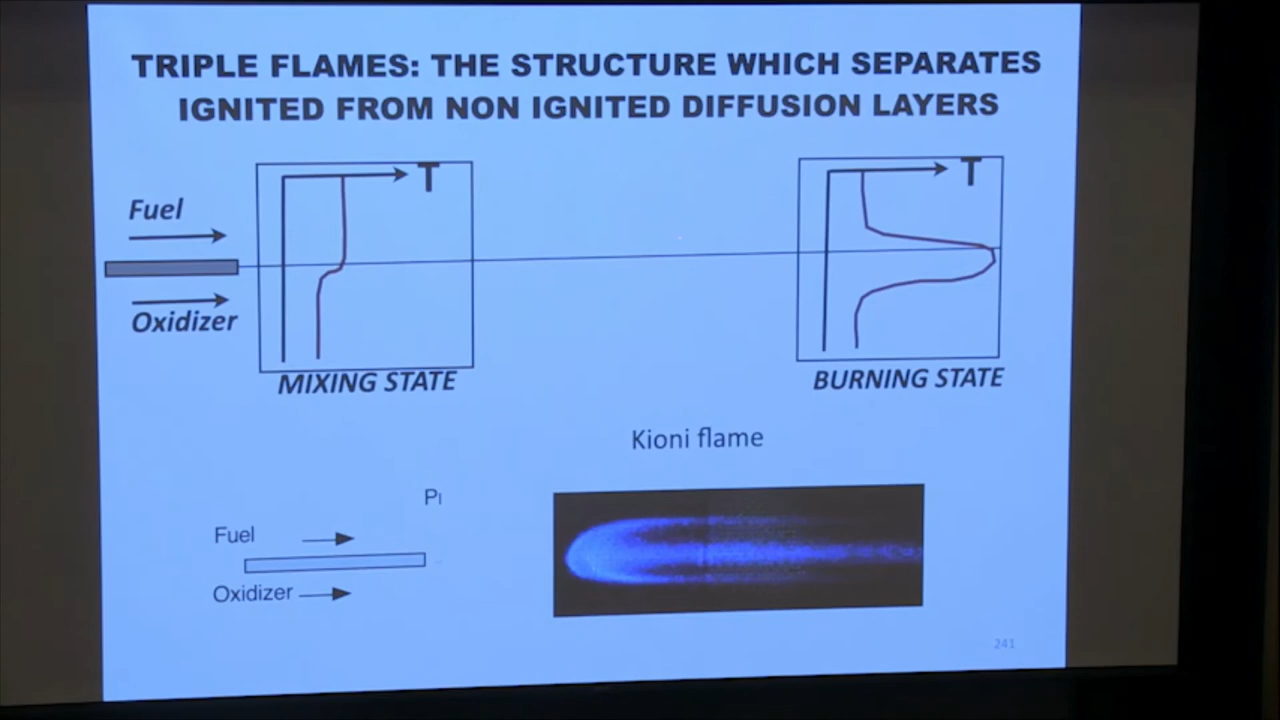 TRIPLE FLAMES: THE STRUCTURE WHICH SEPARATES
IGNITED FROM NON IGNITED DIFFUSION LAYERS
T
T
Fuel
Oxidizer
MIXING STATE
BURNING STATE
Kioni flame
Pl
Fuel
Oxidizer
241